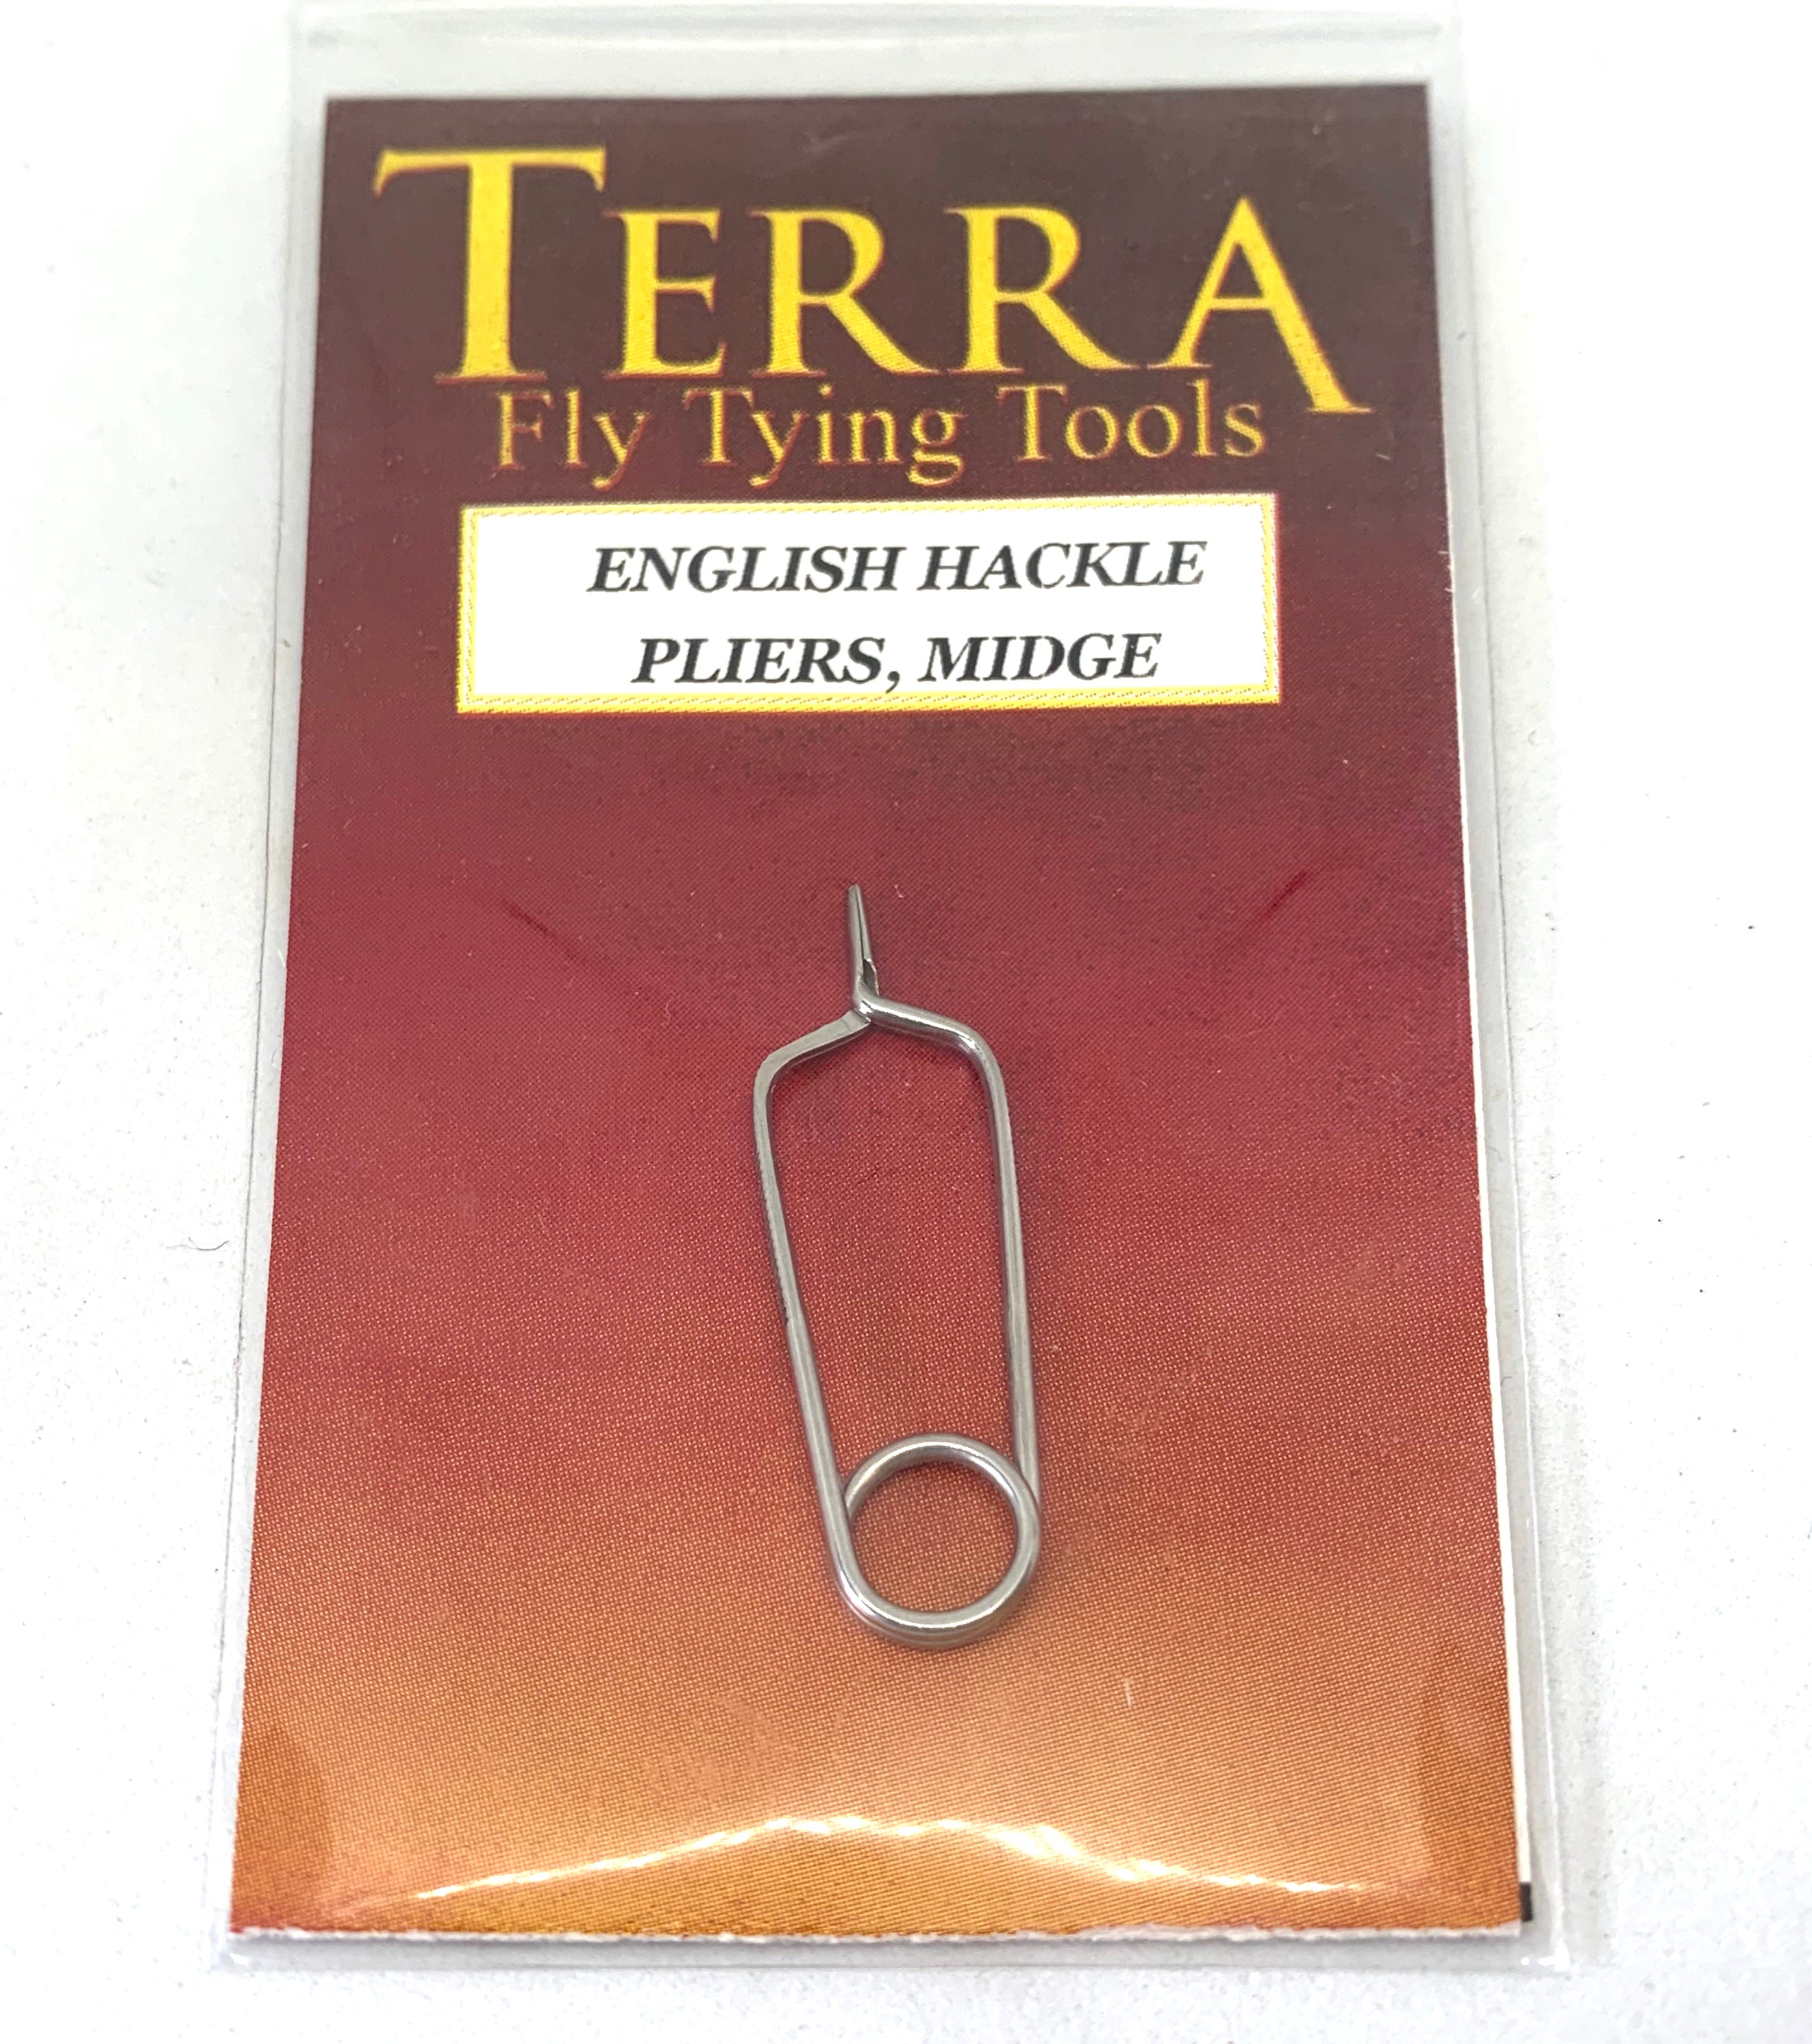 TERRA
Fly Tying Tools
ENGLISH HACKLE
PLIERS, MIDGE